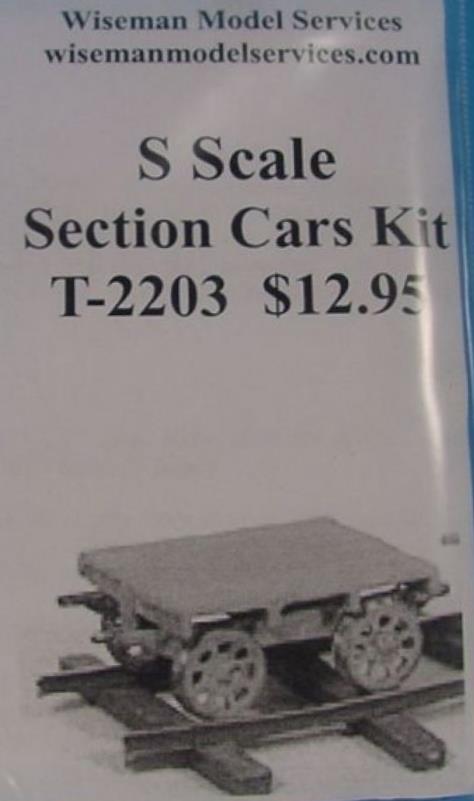 Wiseman Model Services
wisemanmodelservices.com
S Scale
Section Cars Kit
T-2203 $12.95